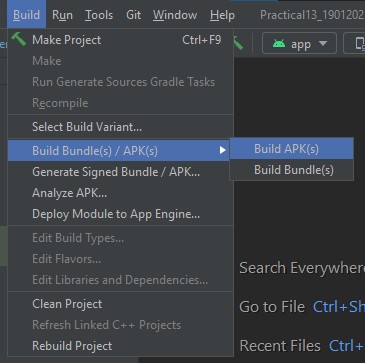 Build Run Tools Git Window Help Practical13_1901202
Make Project Ctrl+F9
app
Make
Run Generate Sources Gradle Tasks
Recompile
Select Build Variant...
Build Bundle(s) / APK(s)
Build APK(s)
Generate Signed Bundle / APK...
Build Bundle(s)
Analyze APK...
Deploy Module to App Engine...
Edit Build Types...
Edit Flavors...
Edit Libraries and Dependencies...
Search Everywhere
Clean Project
Go to File Ctrl+Sh
Refresh Linked C++ Projects
Rebuild Project
Recent Files Ctrl+